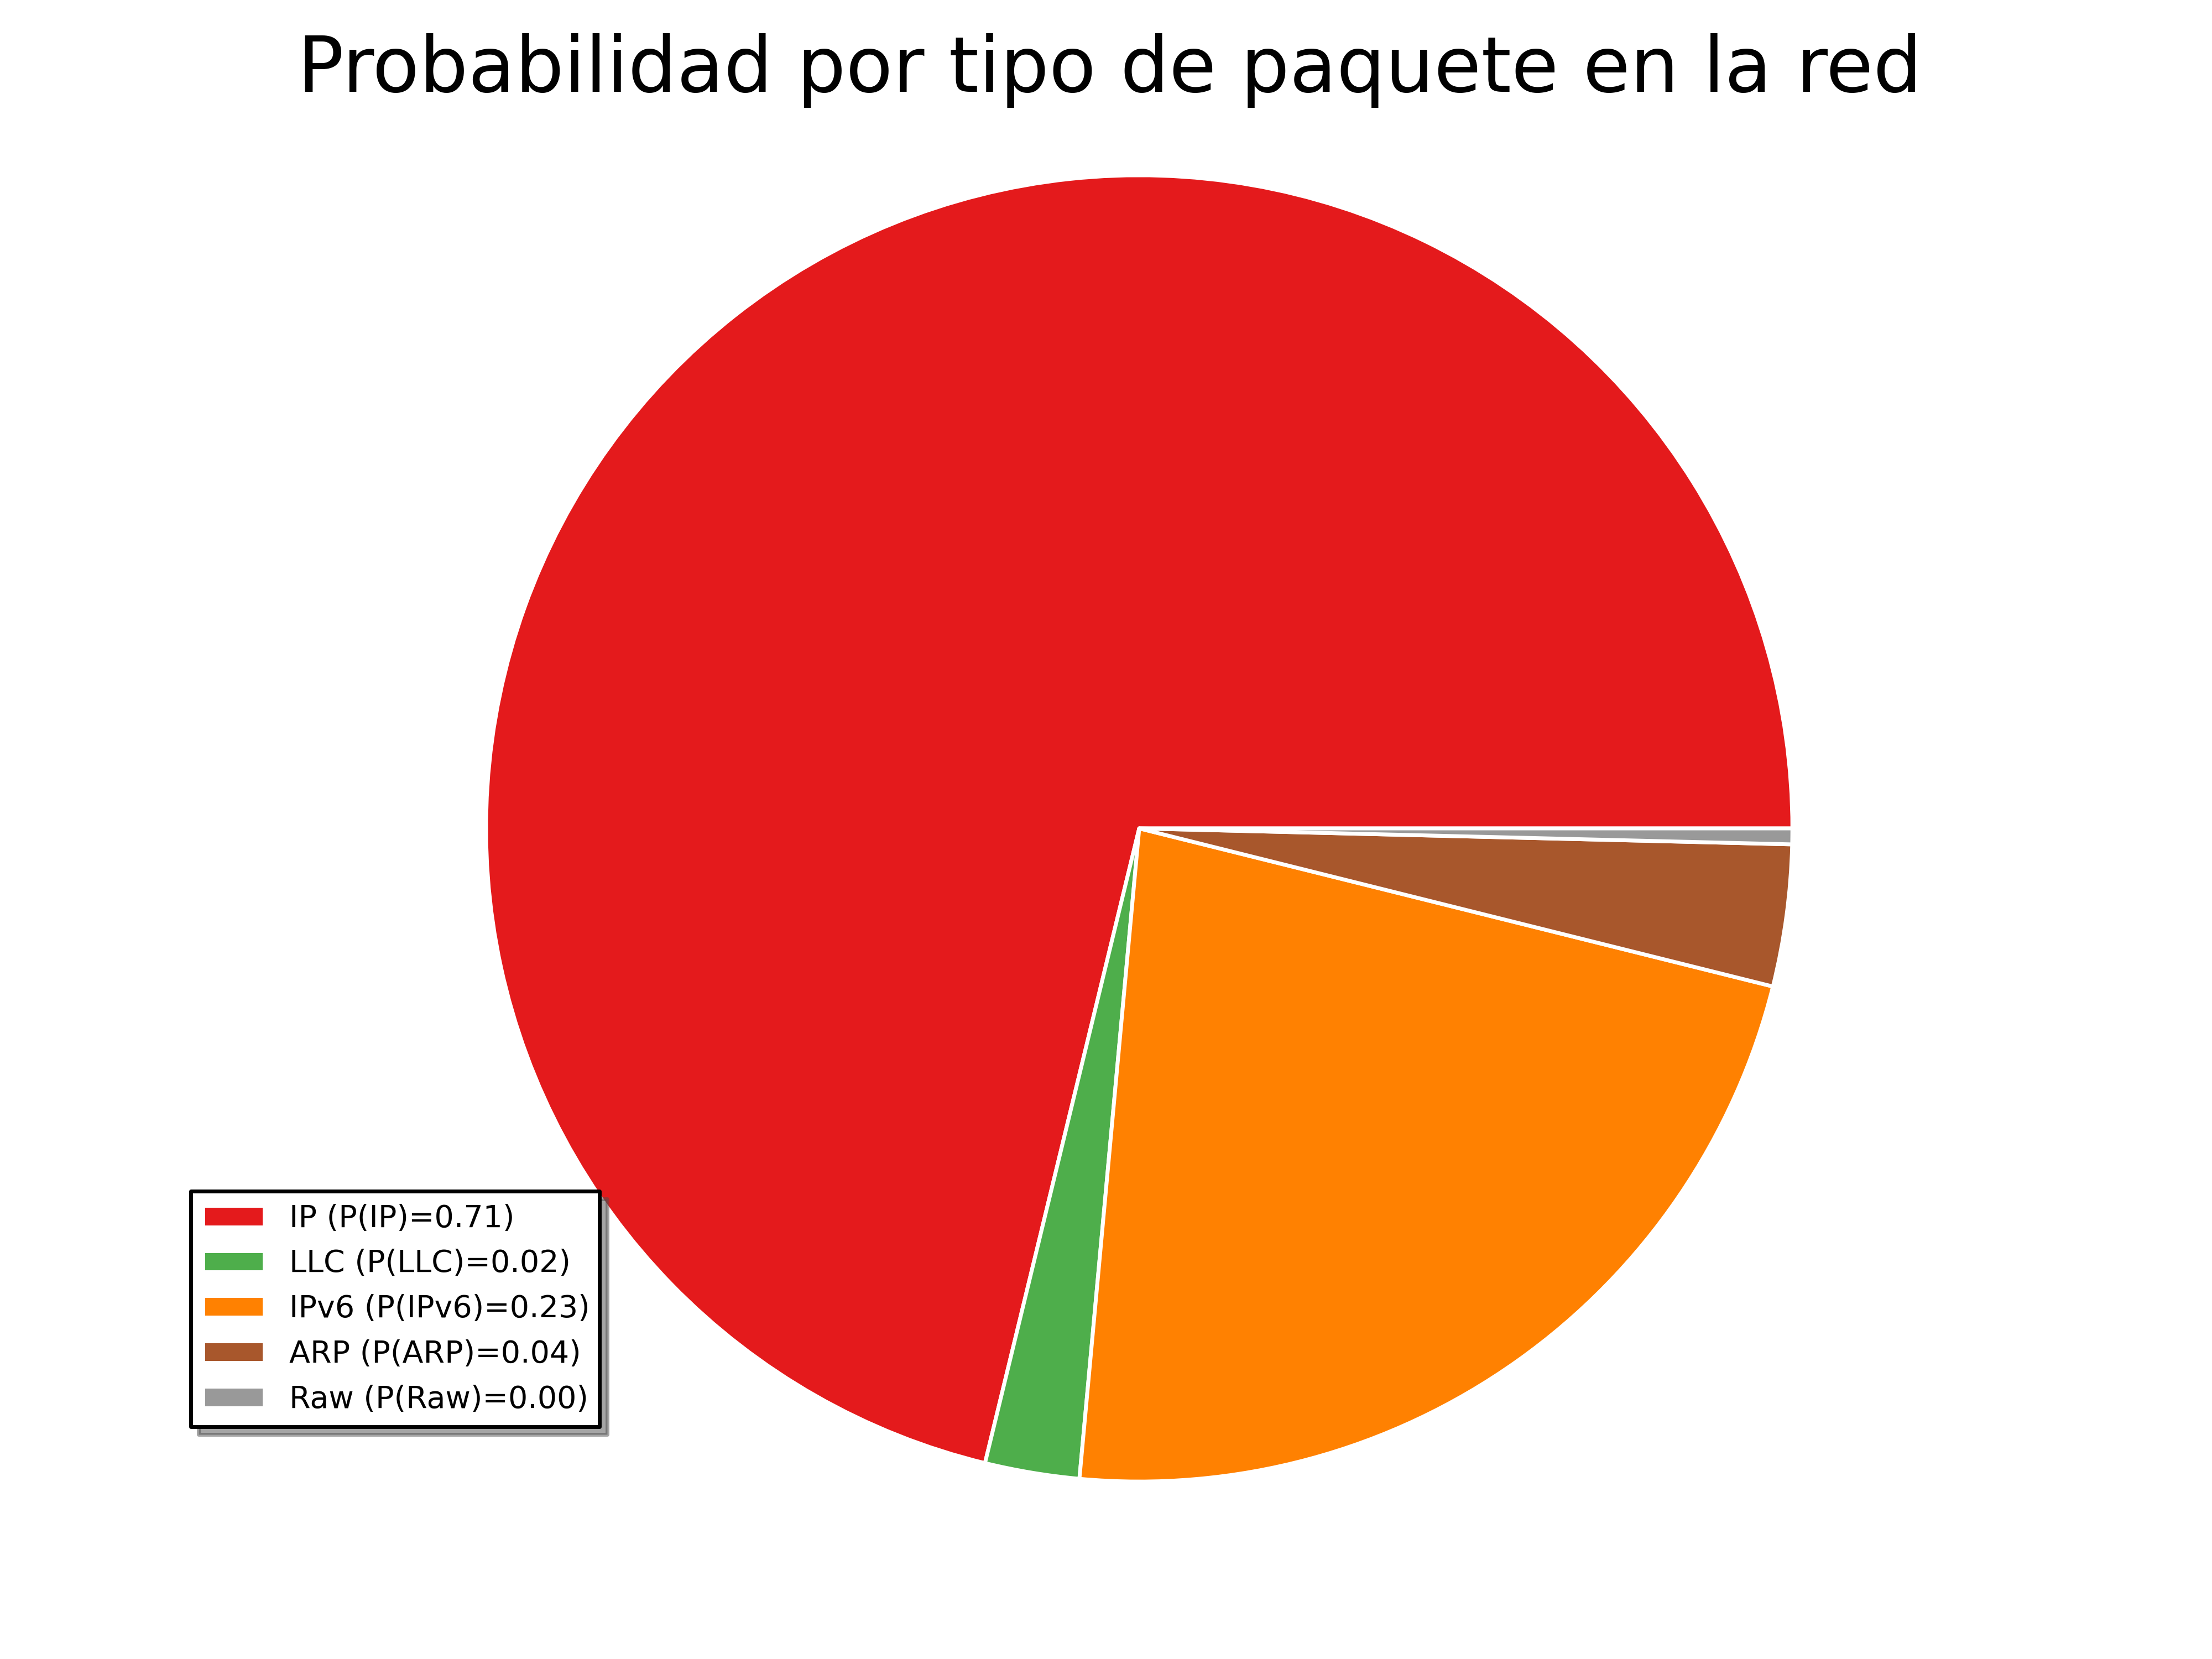 Probabilidad por tipo de paquete en la red
IP (P(IP)=0.71)
LLC (P(LLC)=0.02)
IPv6 (P(IPv6)=0.23)
ARP (P(ARP)=0.04)
Raw (P(Raw)=0.00)